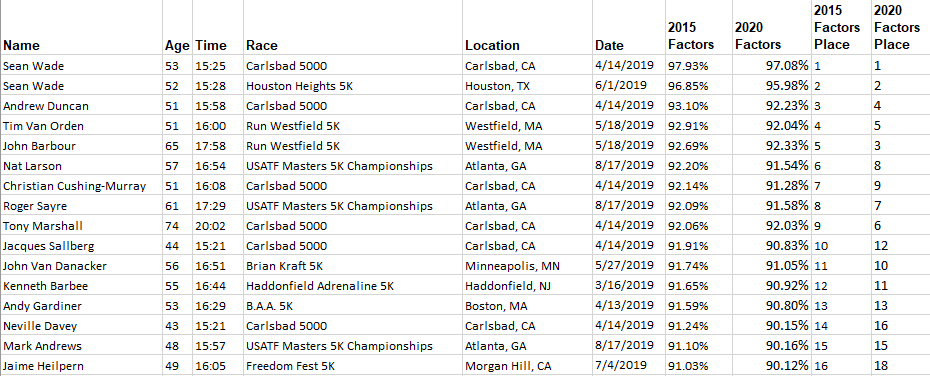 Name Age Time Race Location Date 2015 Factors 2020 Factors 2015 Factors Place 2020 Factors Place
Sean Wade 53 15:25 Carlsbad 5000 Carlsbad, CA 4/14/2019 97.93% 97.08% 1 1
Sean Wade 52 15:28 Houston Heights 5K Houston, TX 6/1/2019 96.85% 95.98% 2 2
Andrew Duncan 51 15:58 Carlsbad 5000 Carlsbad, CA 4/14/2019 93.10% 92.23% 3 4
Tim Van Orden 51 16:00 Run Westfield 5K Westfield, MA 5/18/2019 92.91% 92.04% 4 5
John Barbour 65 17:58 Run Westfield 5K Westfield, MA 5/18/2019 92.69% 92.33% 5 3
Nat Larson 57 16:54 USATF Masters 5K Championships Atlanta, GA 8/17/2019 92.20% 91.54% 6 8
Christian Cushing-Murray 51 16:08 Carlsbad 5000 Carlsbad, CA 4/14/2019 92.14% 91.28% 7 9
Roger Sayre 61 17:29 USATF Masters 5K Championships Atlanta, GA 8/17/2019 92.09% 91.58% 8 7
Tony Marshall 74 20:02 Carlsbad 5000 Carlsbad, CA 4/14/2019 92.06% 92.03% 9 6
Jacques Sallberg 44 15:21 Carlsbad 5000 Carlsbad, CA 4/14/2019 91.91% 90.83% 10 12
John Van Danacker 56 16:51 Brian Kraft 5K Minneapolis, MN 5/27/2019 91.74% 91.05% 11 10
Kenneth Barbee 55 16:44 Haddonfield Adrenaline 5K Haddonfield, NJ 3/16/2019 91.65% 90.92% 12 11
Andy Gardiner 53 16:29 B.A.A. 5K Boston, MA 4/13/2019 91.59% 90.80% 13 13
Neville Davey 43 15:21 Carlsbad 5000 Carlsbad, CA 4/14/2019 91.24% 90.15% 14 16
Mark Andrews 48 15:57 USATF Masters 5K Championships Atlanta, GA 8/17/2019 91.10% 90.16% 15 15
Jaime Heilpern 49 16:05 Freedom Fest 5K Morgan Hill, CA 7/4/2019 91.03% 90.12% 16 18